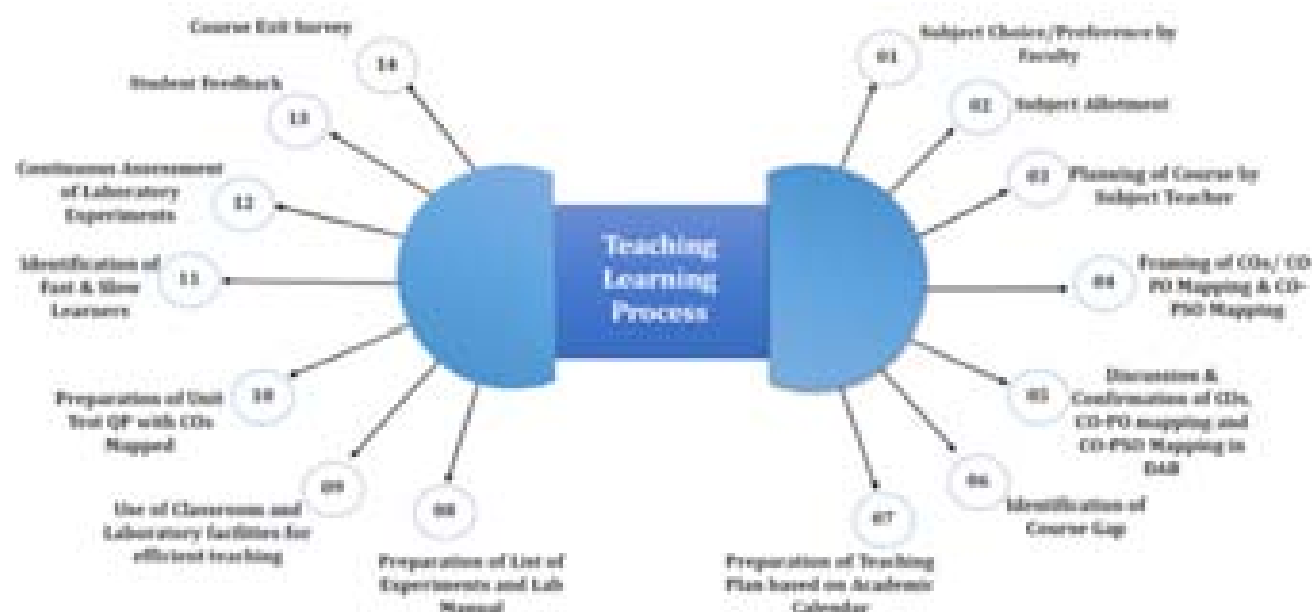 Teaching
Learning
Process
01
Subject Choice/Preference by
Faculty
02
Subject Allotment
03
Planning of Course by
Subject Teacher
04
Framing of COs/ CO-
PO Mapping & CO-
PSO Mapping
05
Discussion &
Confirmation of COs,
CO-PO mapping and
CO-PSO Mapping in
DAB
06
Identification of
Course Gap
07
Preparation of Teaching
Plan based on Academic
Calendar
08
Preparation of List of
Experiments and Lab
Manual
09
Use of Classroom and
Laboratory facilities for
efficient teaching
10
Preparation of Unit
Test QP with COs
Mapped
11
Identification of
Fast & Slow
Learners
12
Continuous Assessment
of Laboratory
Experiments
13
Student Feedback
14
Course Exit Survey